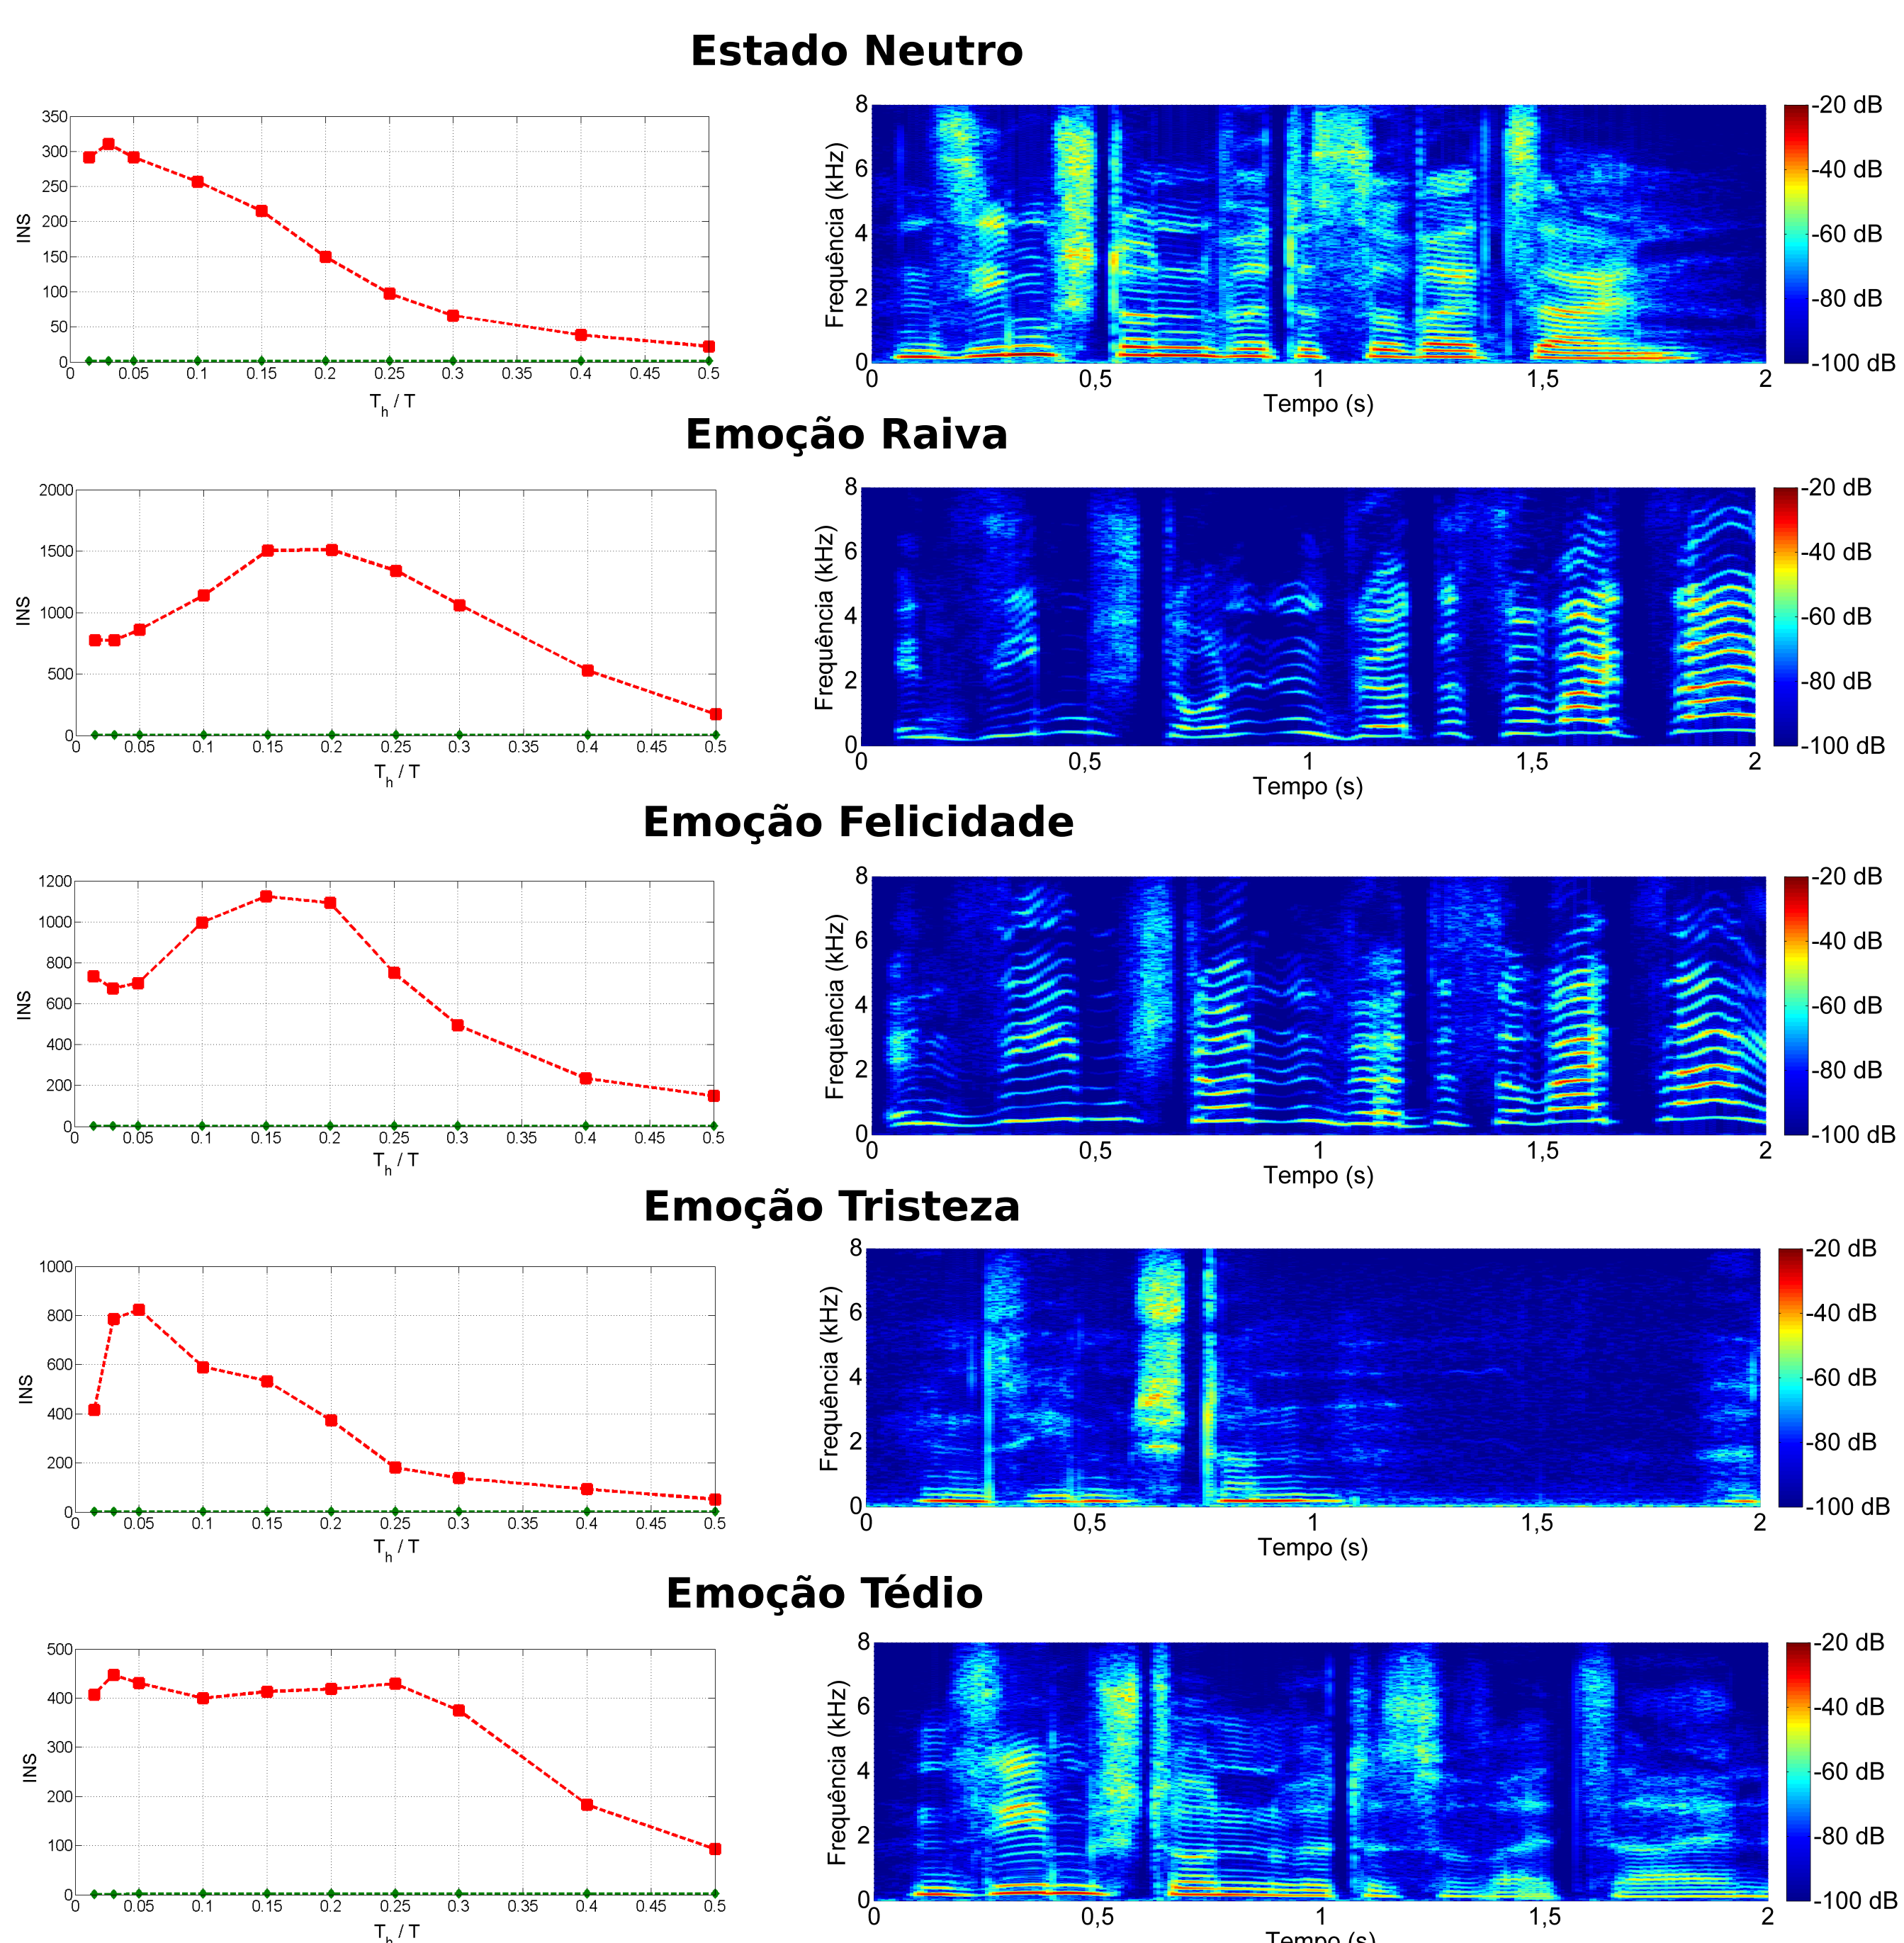 Estado Neutro
350
300
250
200
150
100
50
0
INS
0 0.05 0.1 0.15 0.2 0.25 0.3 0.35 0.4 0.45 0.5
Th / T
8
6
4
2
0
Frequência (kHz)
0 0,5 1 1,5 2
Tempo (s)
-20 dB
-40 dB
-60 dB
-80 dB
-100 dB
Emoção Raiva
2000
1500
1000
500
0
INS
0.05 0.1 0.15 0.2 0.25 0.3 0.35 0.4 0.45 0.5
Th / T
8
6
4
2
0
Frequência (kHz)
0 0,5 1 1,5 2
Tempo (s)
-20 dB
-40 dB
-60 dB
-80 dB
-100 dB
Emoção Felicidade
1200
1000
800
600
400
200
0
INS
0 0.05 0.1 0.15 0.2 0.25 0.3 0.35 0.4 0.45 0.5
Th / T
8
6
4
2
0
Frequência (kHz)
0 0,5 1 1,5 2
Tempo (s)
-20 dB
-40 dB
-60 dB
-80 dB
-100 dB
Emoção Tristeza
1000
800
600
400
200
0
INS
0 0.05 0.1 0.15 0.2 0.25 0.3 0.35 0.4 0.45 0.5
Th / T
8
6
4
2
0
Frequência (kHz)
0 0,5 1 1,5 2
Tempo (s)
-20 dB
-40 dB
-60 dB
-80 dB
-100 dB
Emoção Tédio
500
400
300
200
100
0
INS
0 0.05 0.1 0.15 0.2 0.25 0.3 0.35 0.4 0.45 0.5
Th / T
8
6
4
2
0
Frequência (kHz)
0 0,5 1 1,5 2
Tempo (s)
-20 dB
-40 dB
-60 dB
-80 dB
-100 dB